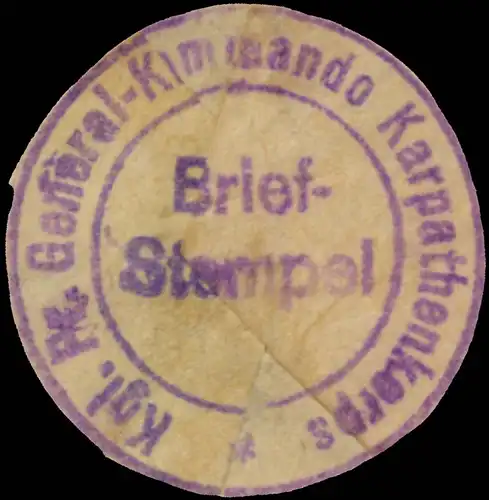 Kgl. Pr. General-Kommando Karpathenkorps *
Brief-
Stempel